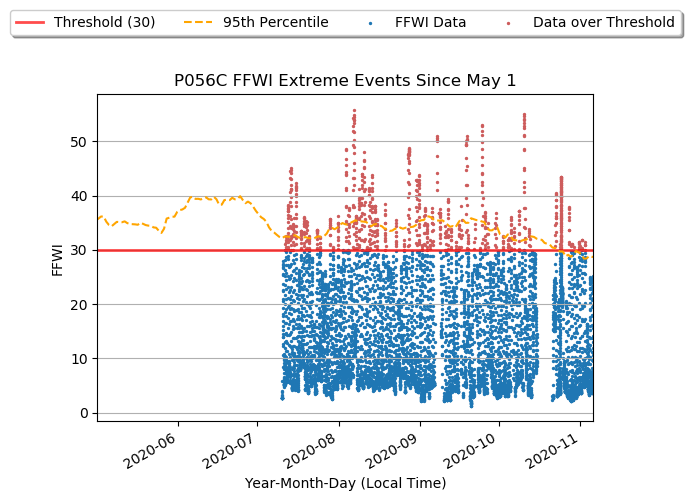 Threshold (30) 95th Percentile FFWI Data Data over Threshold
P056C FFWI Extreme Events Since May 1
50
40
30
20
10
0
FFWI
2020-06 2020-07 2020-08 2020-09 2020-10 2020-11
Year-Month-Day (Local Time)